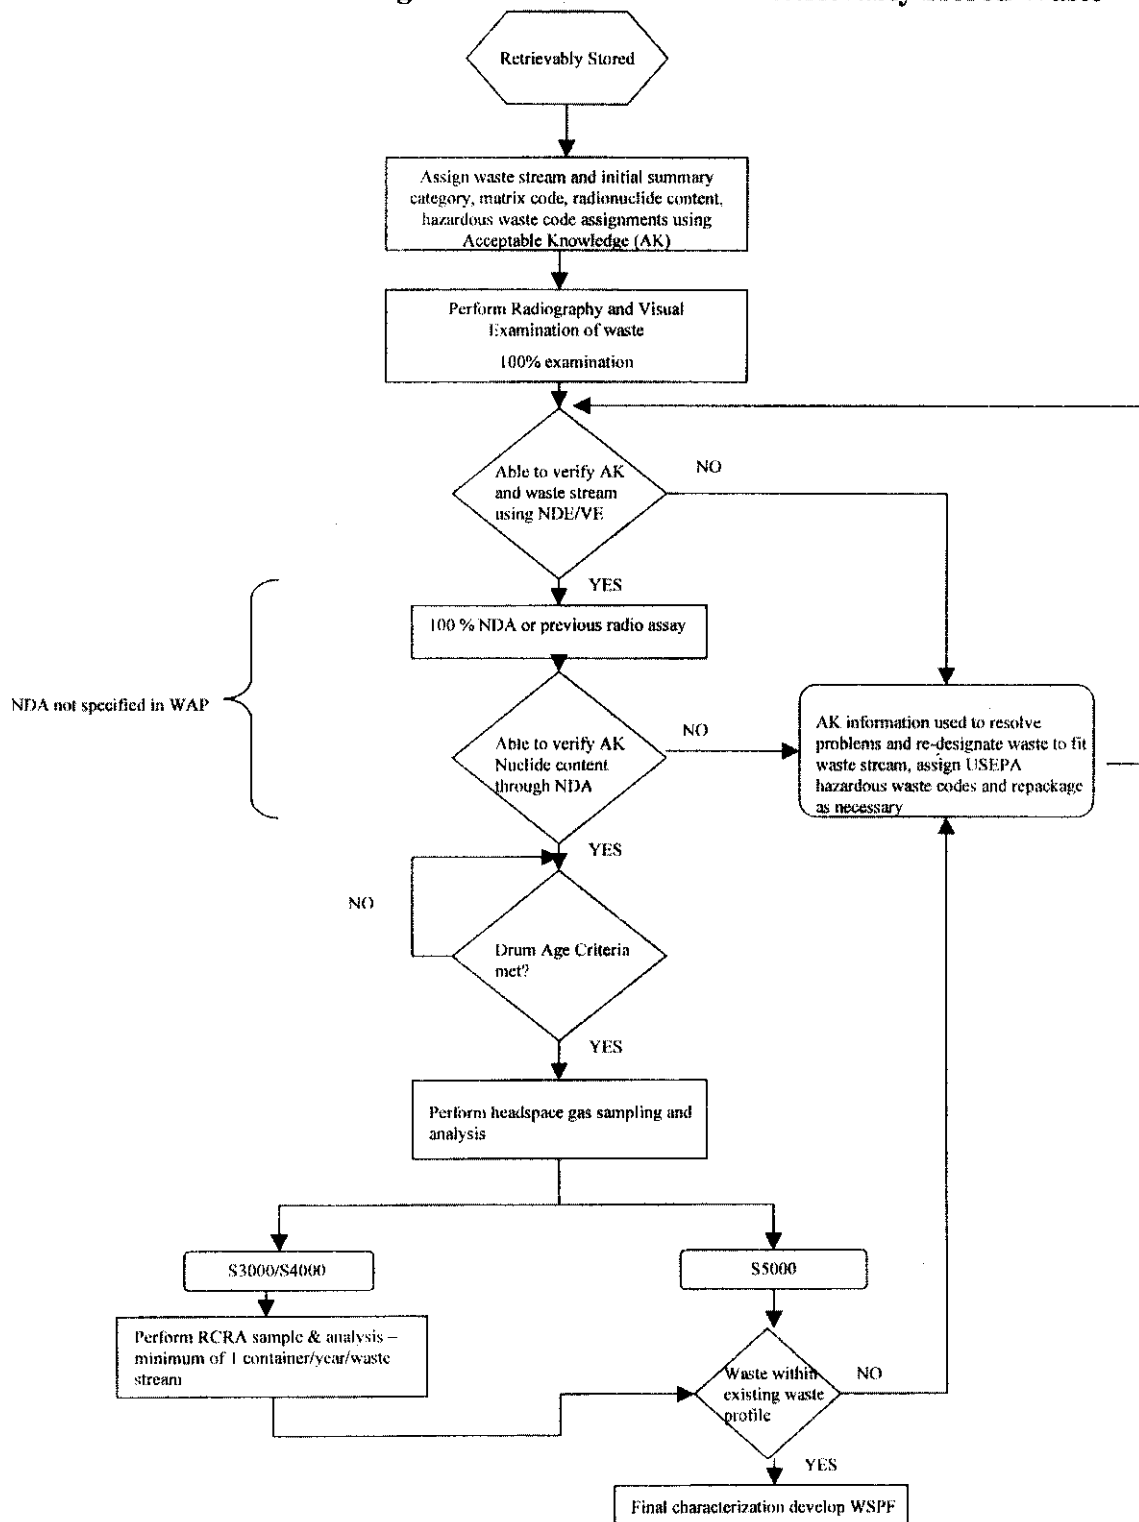 Retrievably Stored
Assign waste stream and initial summary
category, matrix code, radionuclide content,
hazardous waste code assignments using
Acceptable Knowledge (AK)
Perform Radiography and Visual
Examination of waste
100% examination
Able to verify AK
and waste stream
using NDE/VE
NO
YES
100 % NDA or previous radio assay
NDA not specified in WAP
Able to verify AK
Nuclide content
through NDA
NO
AK information used to resolve
problems and re-designate waste to fit
waste stream, assign USEPA
hazardous waste codes and repackage
as necessary
YES
NO
Drum Age Criteria
met?
YES
Perform headspace gas sampling and
analysis
S3000/S4000
S5000
Perform RCRA sample & analysis –
minimum of 1 container/year/waste
stream
Waste within
existing waste
profile
NO
YES
Final characterization develop WSPF